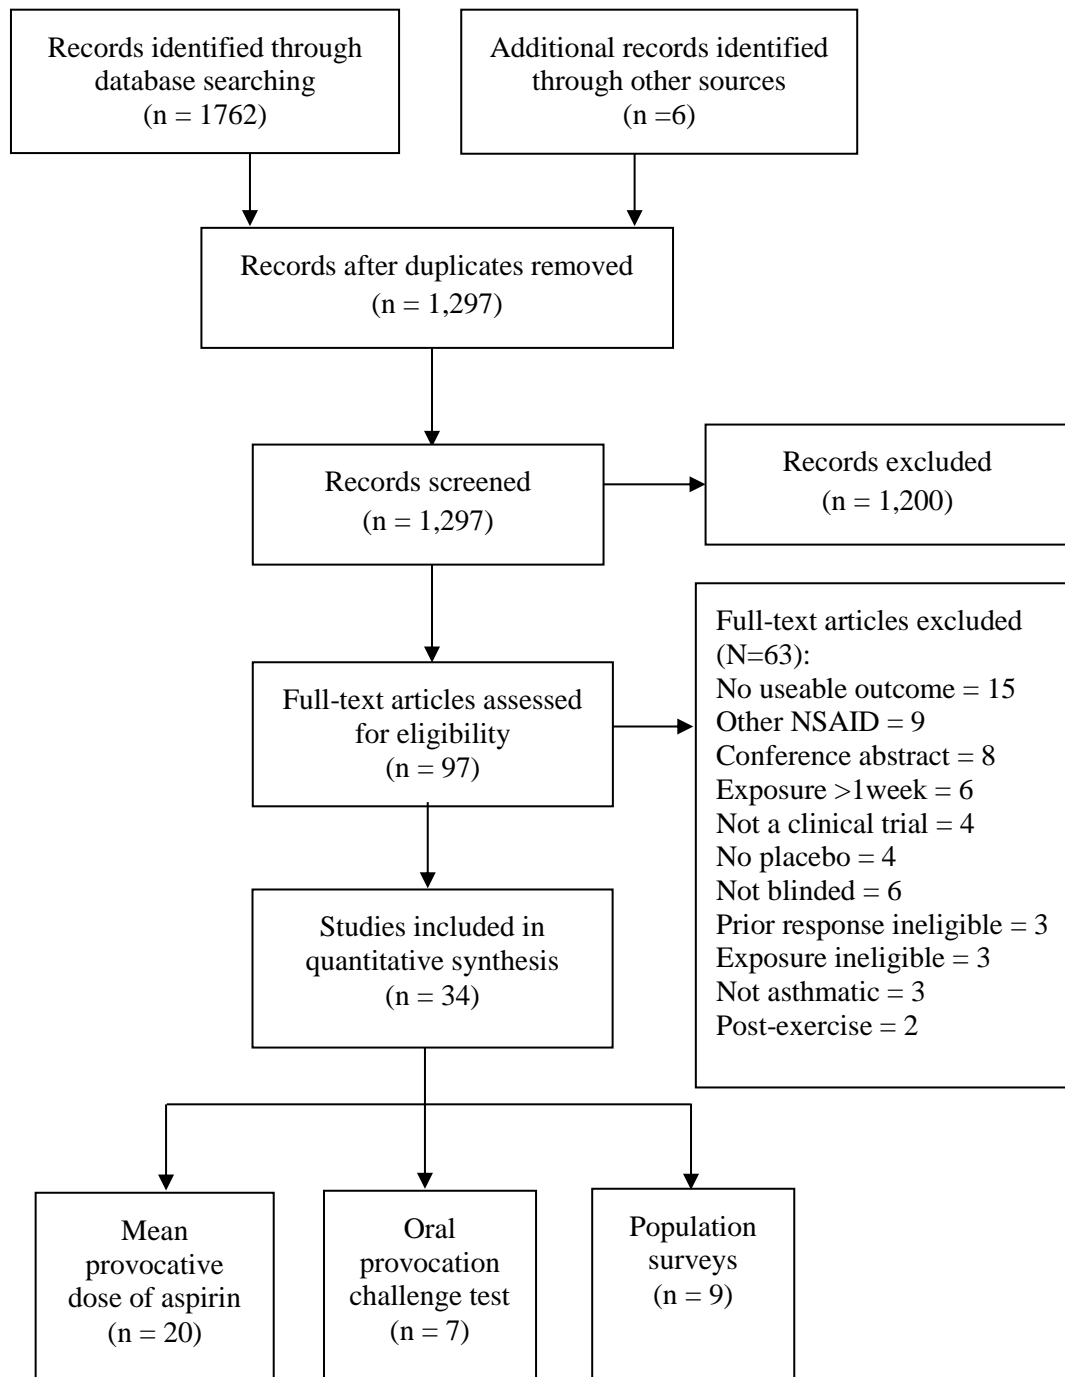 Records identified through
database searching
(n = 1762)
Additional records identified
through other sources
(n =6)
Records after duplicates removed
(n = 1,297)
Records screened
(n = 1,297)
Records excluded
(n = 1,200)
Full-text articles assessed
for eligibility
(n = 97)
Full-text articles excluded
(N=63):
No useable outcome = 15
Other NSAID = 9
Conference abstract = 8
Exposure >1week = 6
Not a clinical trial = 4
No placebo = 4
Not blinded = 6
Prior response ineligible = 3
Exposure ineligible = 3
Not asthmatic = 3
Post-exercise = 2
Studies included in
quantitative synthesis
(n = 34)
Mean
provocative
dose of aspirin
(n = 20)
Oral
provocation
challenge test
(n = 7)
Population
surveys
(n = 9)